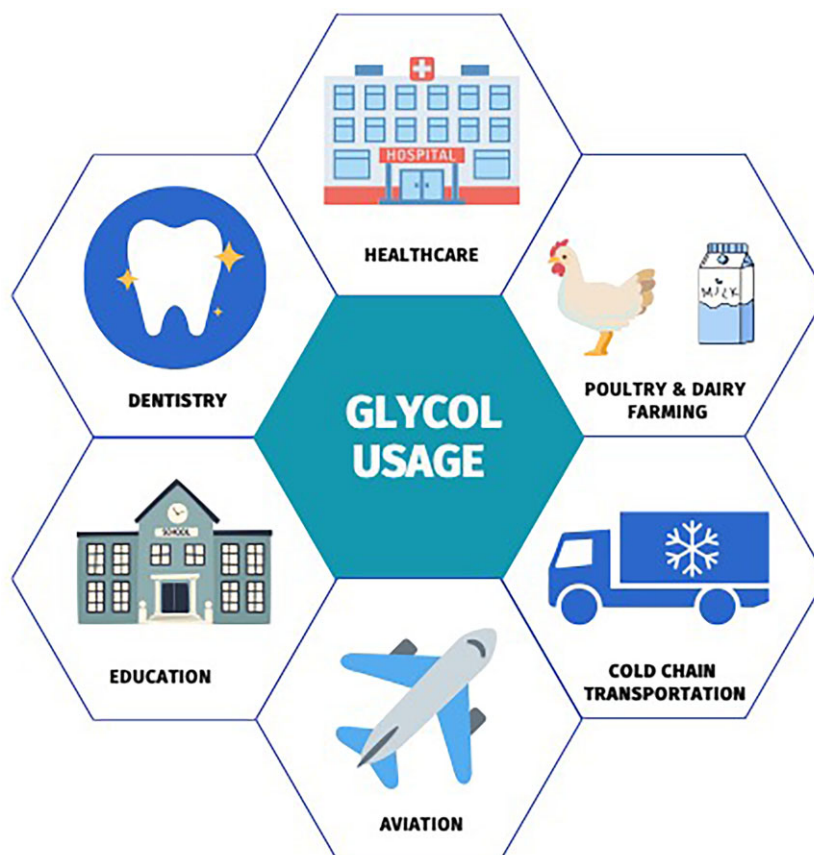 HOSPITAL
HEALTHCARE
DENTISTRY
MILK
POULTRY & DAIRY
FARMING
GLYCOL
USAGE
SCHOOL
EDUCATION
COLD CHAIN
TRANSPORTATION
AVIATION